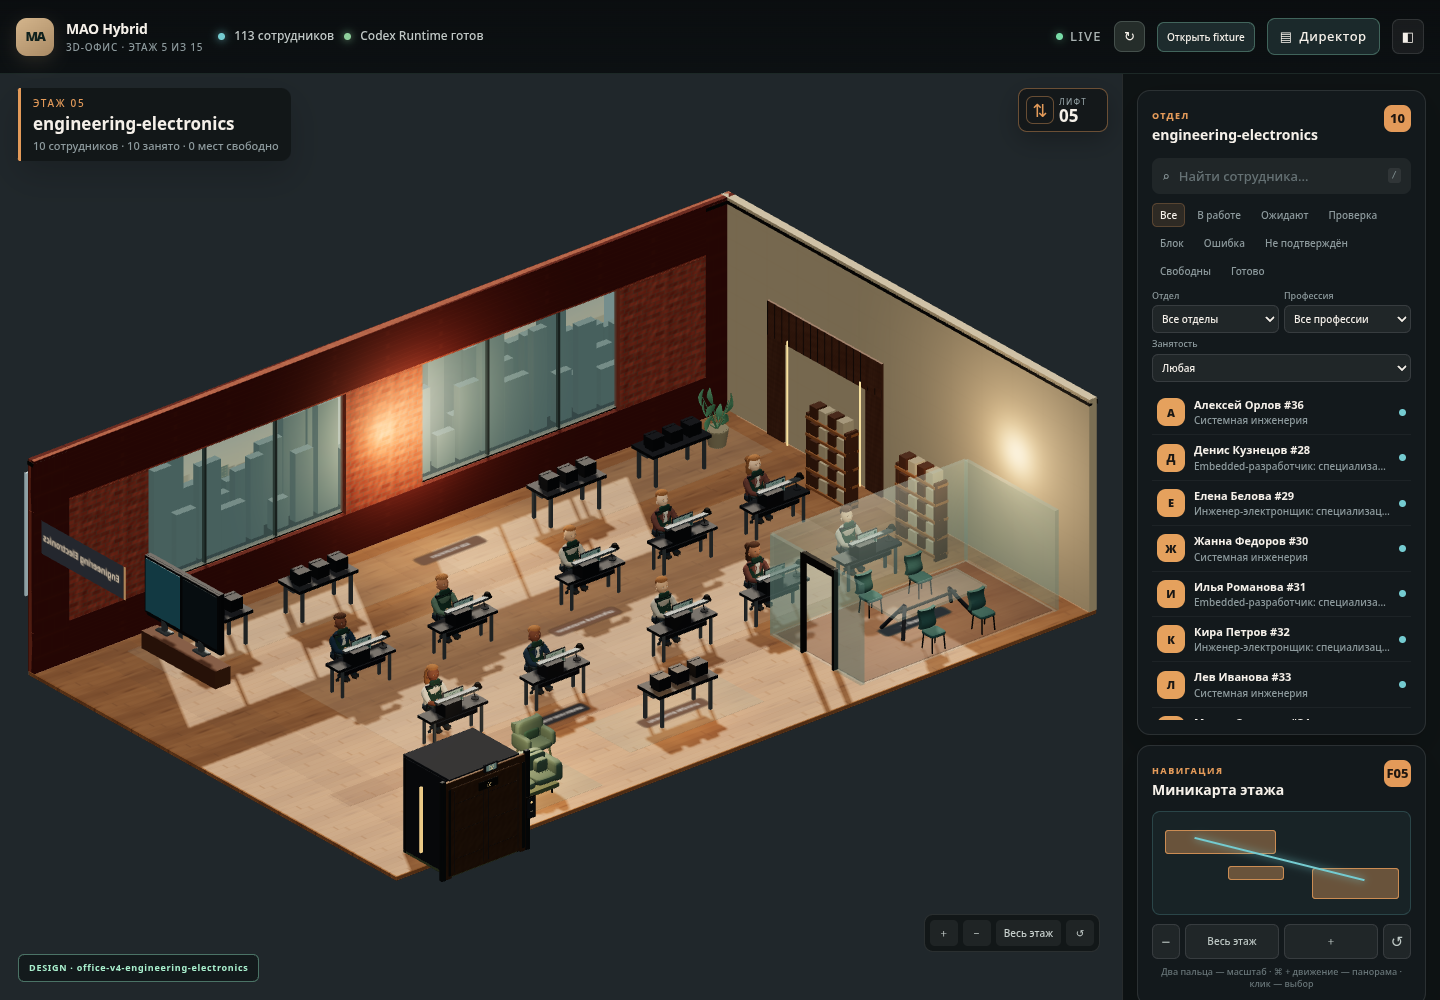 MA
MAO Hybrid
3D-ОФИС · ЭТАЖ 5 ИЗ 15
113 сотрудников
Codex Runtime готов
LIVE
Открыть fixture
Директор
ЭТАЖ 05
engineering-electronics
10 сотрудников · 10 занято · 0 мест свободно
ЛИФТ
05
Engineering Electronics
ОТДЕЛ
engineering-electronics
10
Найти сотрудника...
/
Все
В работе
Ожидают
Проверка
Блок
Ошибка
Не подтверждён
Свободны
Готово
Отдел
Профессия
Все отделы
Все профессии
Занятость
Любая
А
Алексей Орлов #36
Системная инженерия
Д
Денис Кузнецов #28
Embedded-разработчик: специализа...
Е
Елена Белова #29
Инженер-электронщик: специализац...
Ж
Жанна Федоров #30
Системная инженерия
И
Илья Романова #31
Embedded-разработчик: специализа...
К
Кира Петров #32
Инженер-электронщик: специализац...
Л
Лев Иванова #33
Системная инженерия
НАВИГАЦИЯ
Миникарта этажа
F05
+
−
Весь этаж
↺
−
Весь этаж
+
↺
Два пальца — масштаб · ⌘ + движение — панорама ·
клик — выбор
DESIGN · office-v4-engineering-electronics